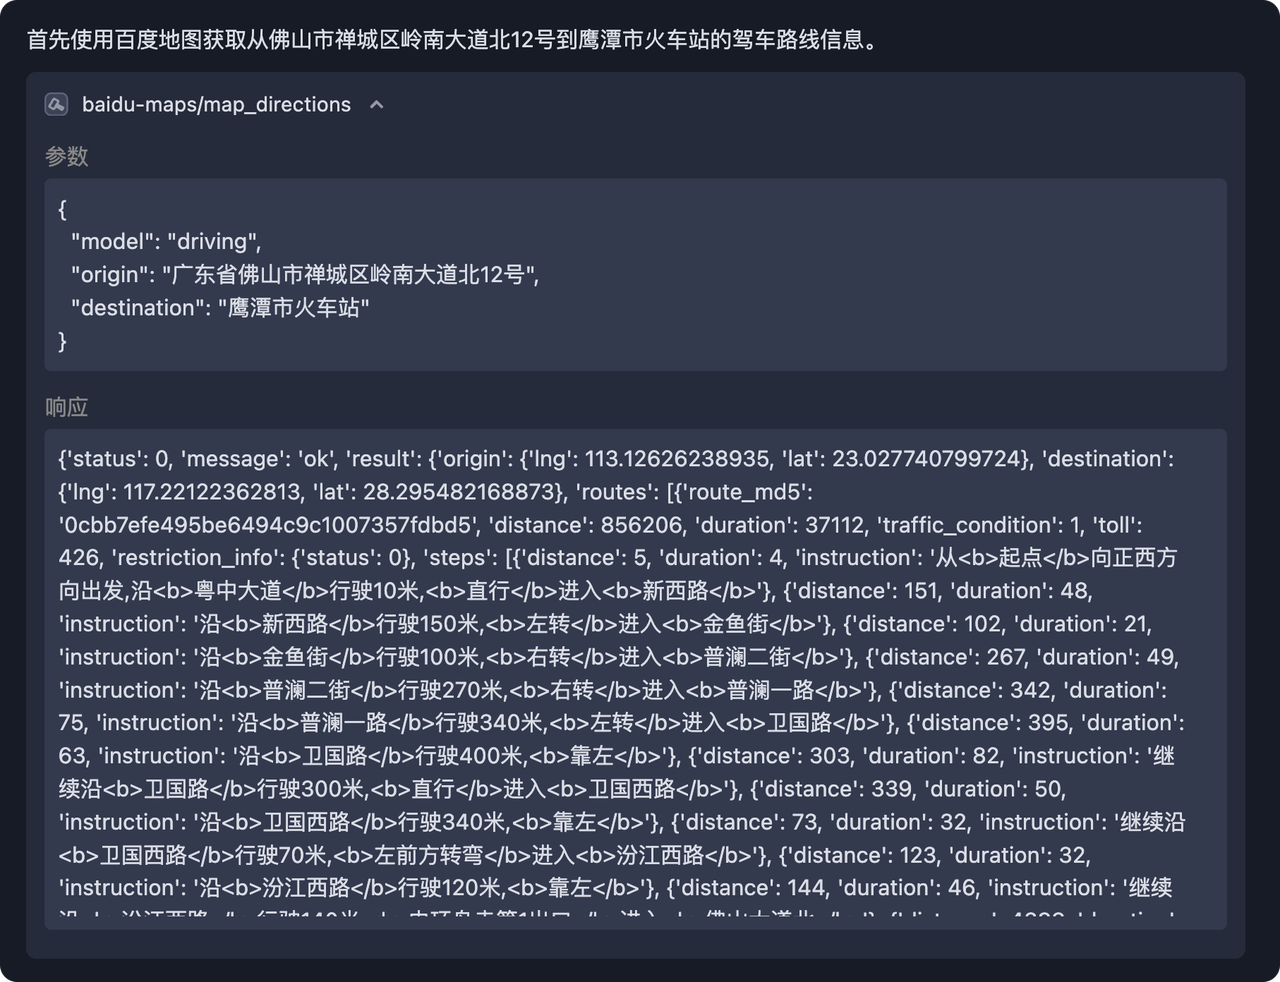 首先使用百度地图获取从佛山市禅城区岭南大道北12号到鹰潭市火车站的驾车路线信息。
baidu-maps/map_directions
参数
{
"model": "driving",
"origin": "广东省佛山市禅城区岭南大道北12号",
"destination": "鹰潭市火车站"
}
响应
{'status': 0, 'message': 'ok', 'result': {'origin': {'lng': 113.12626238935, 'lat': 23.027740799724}, 'destination':
{'lng': 117.22122362813, 'lat': 28.295482168873}, 'routes': [{'route_md5':
'0cbb7efe495be6494c9c1007357fdbd5', 'distance': 856206, 'duration': 37112, 'traffic_condition': 1, 'toll':
426, 'restriction_info': {'status': 0}, 'steps': [{'distance': 5, 'duration': 4, 'instruction': '从<b>起点</b>向正西方
向出发,沿<b>粤中大道</b>行驶10米,<b>直行</b>进入<b>新西路</b>'}, {'distance': 151, 'duration': 48,
'instruction': '沿<b>新西路</b>行驶150米,<b>左转</b>进入<b>金鱼街</b>'}, {'distance': 102, 'duration': 21,
'instruction': '沿<b>金鱼街</b>行驶100米,<b>右转</b>进入<b>普澜二街</b>'}, {'distance': 267, 'duration': 49,
'instruction': '沿<b>普澜二街</b>行驶270米,<b>右转</b>进入<b>普澜一路</b>'}, {'distance': 342, 'duration':
75, 'instruction': '沿<b>普澜一路</b>行驶340米,<b>左转</b>进入<b>卫国路</b>'}, {'distance': 395, 'duration':
63, 'instruction': '沿<b>卫国路</b>行驶400米,<b>靠左</b>'}, {'distance': 303, 'duration': 82, 'instruction': '继
续沿<b>卫国路</b>行驶300米,<b>直行</b>进入<b>卫国西路</b>'}, {'distance': 339, 'duration': 50,
'instruction': '沿<b>卫国西路</b>行驶340米,<b>靠左</b>'}, {'distance': 73, 'duration': 32, 'instruction': '继续沿
<b>卫国西路</b>行驶70米,<b>左前方转弯</b>进入<b>汾江西路</b>'}, {'distance': 123, 'duration': 32,
'instruction': '沿<b>汾江西路</b>行驶120米,<b>靠左</b>'}, {'distance': 144, 'duration': 46, 'instruction': '继续